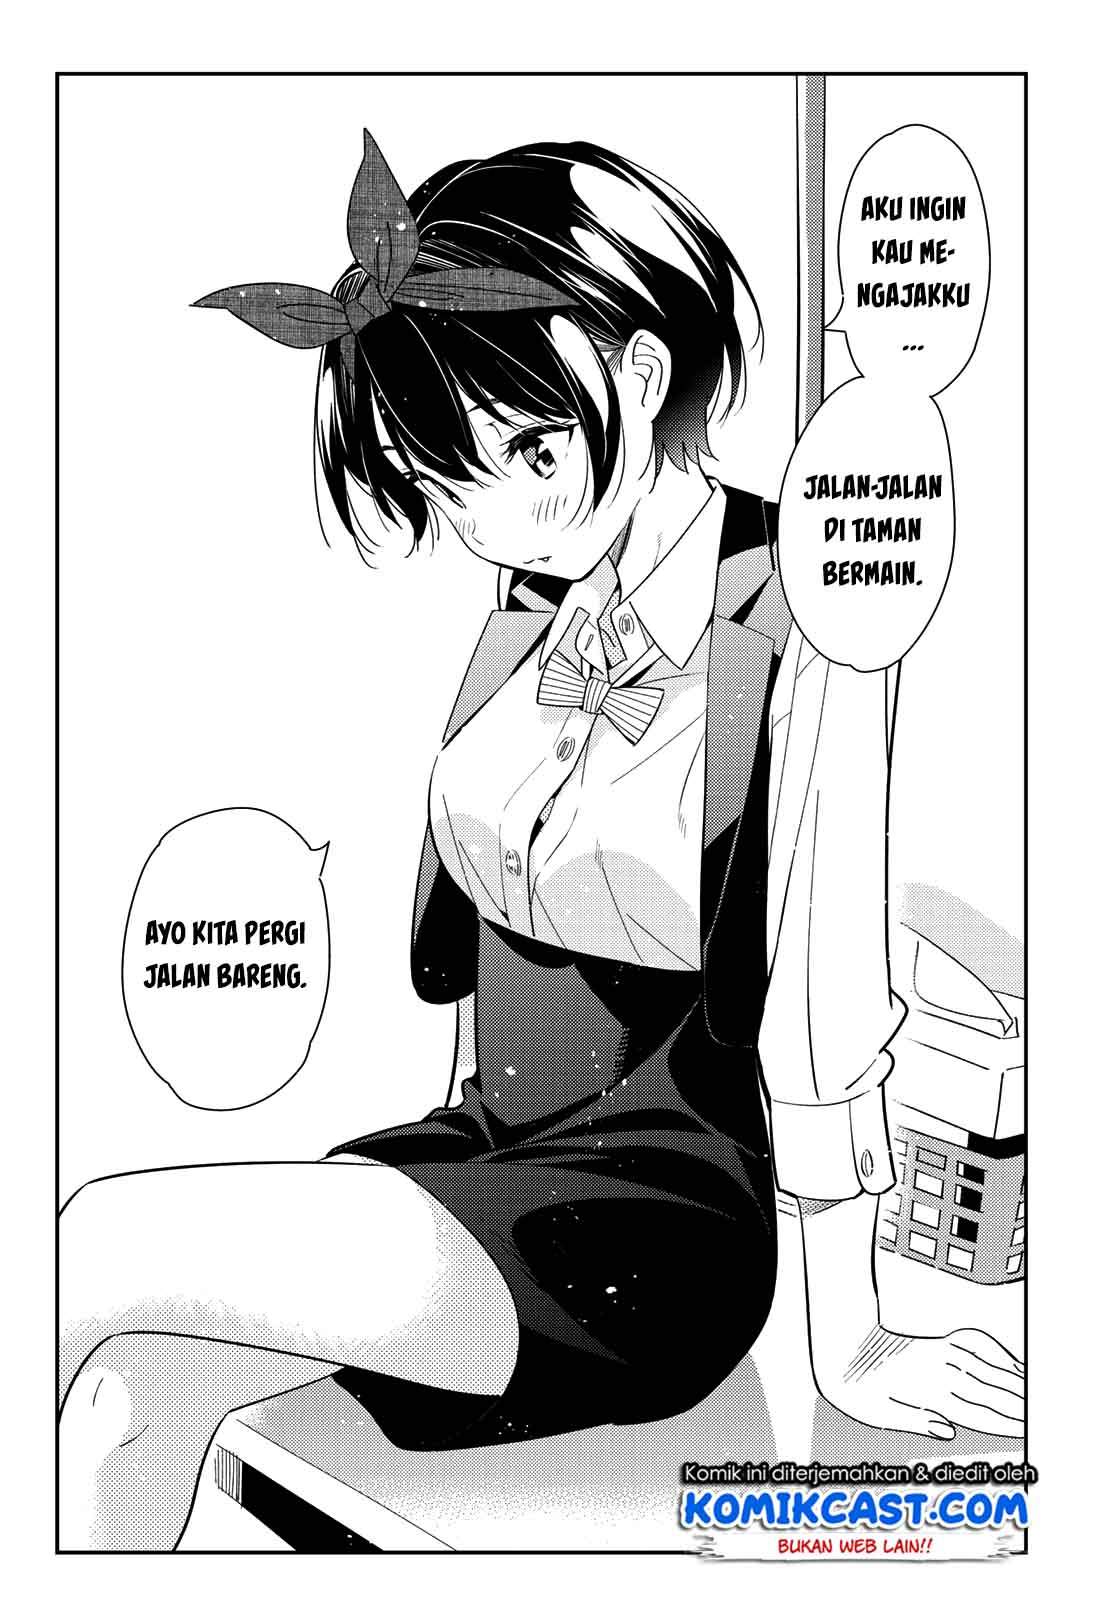 AKU INGIN
KAU ME-
NGAJAKKU
...
JALAN-JALAN
DI TAMAN
BERMAIN.
AYO KITA PERGI
JALAN BARENG.
Komik ini diterjemahkan & diedit oleh
KOMIKCAST.COM
BUKAN WEB LAIN!!